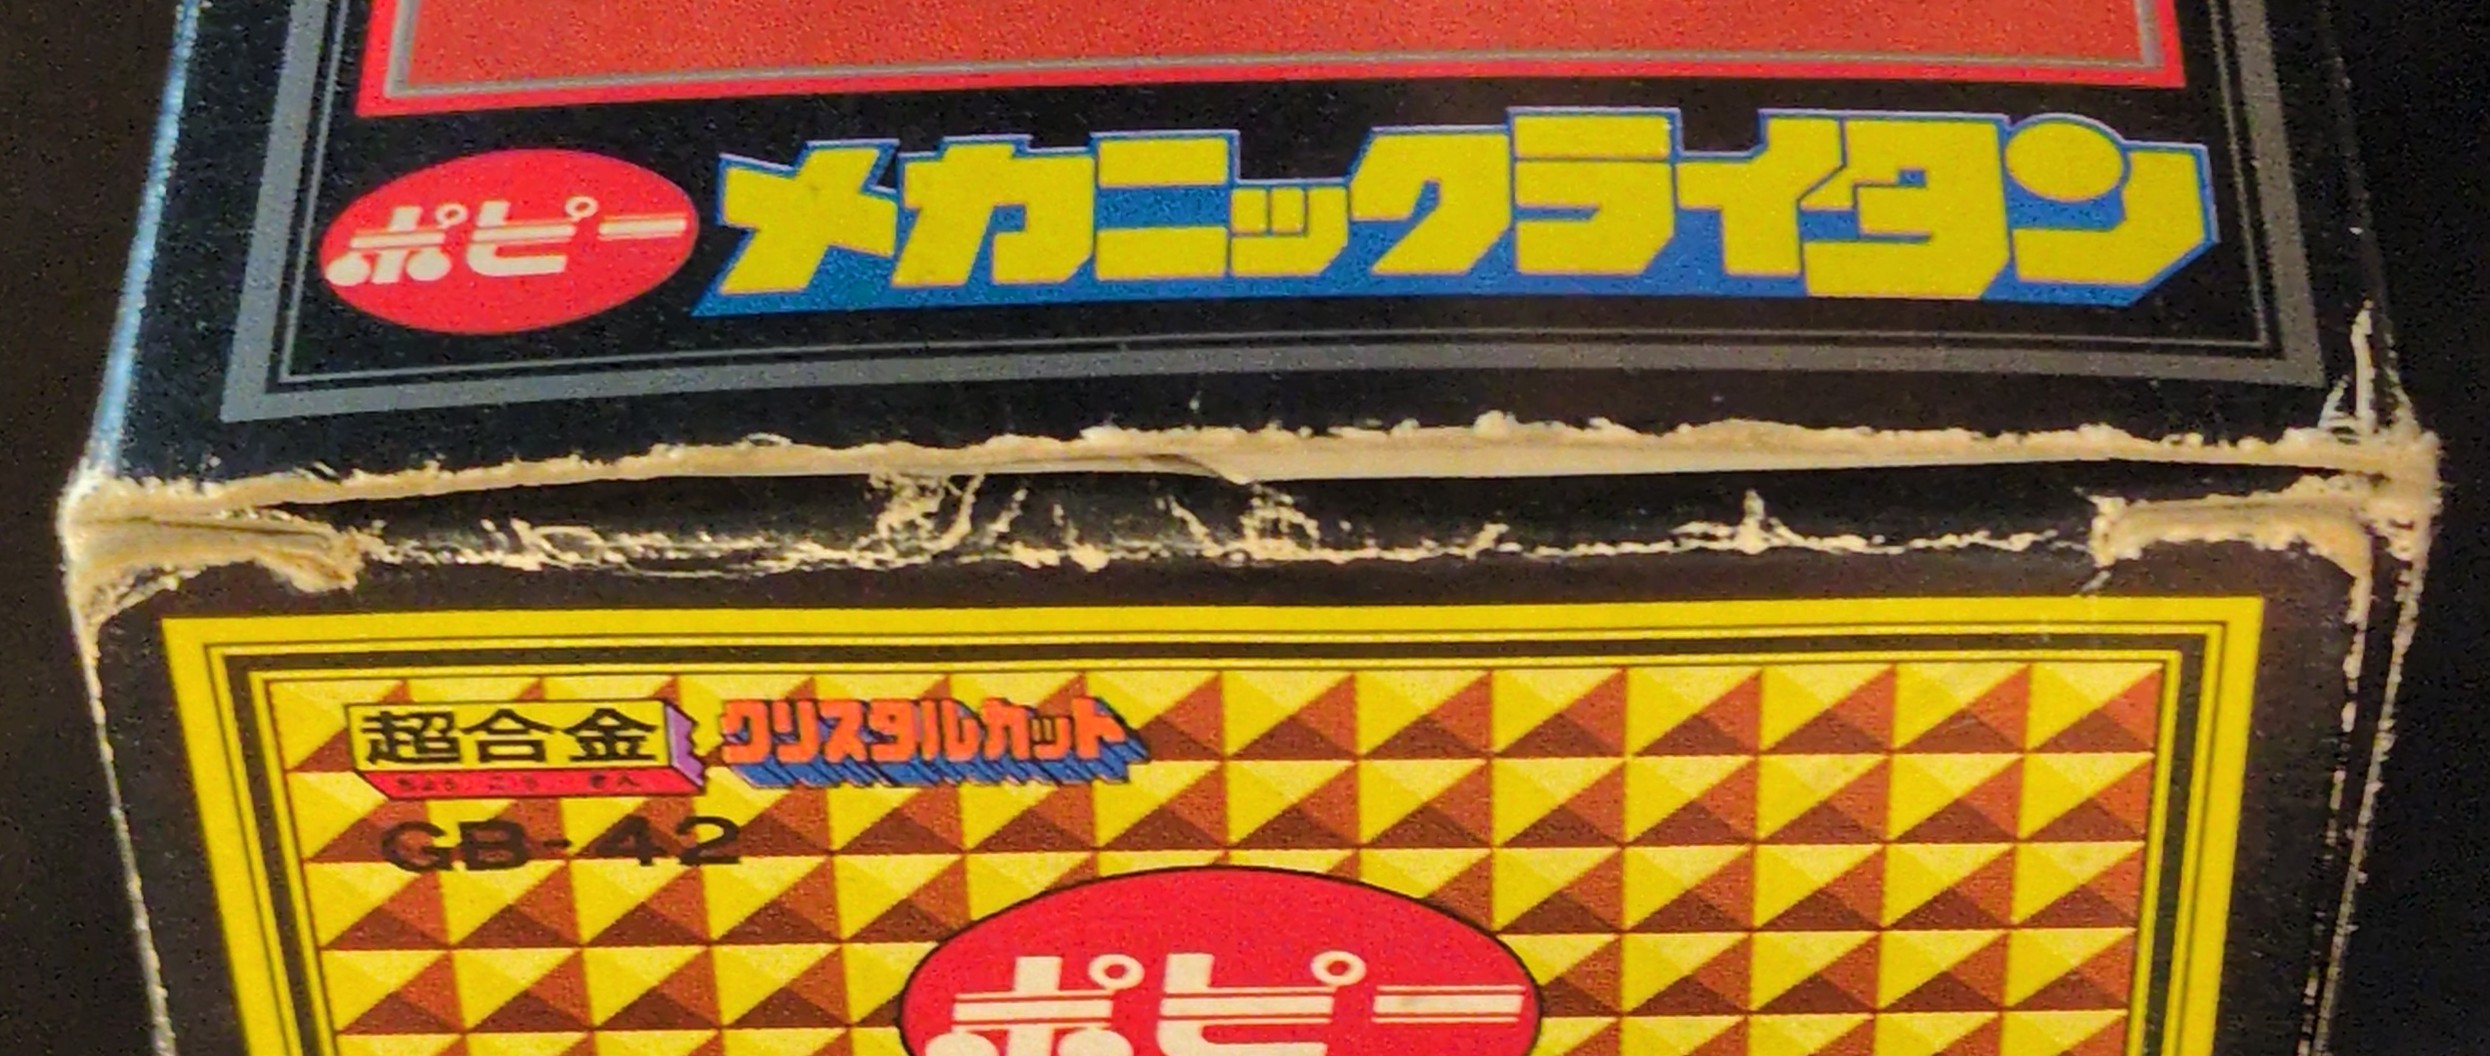 ポピー メカニックライタン
超合金 クリスタルカット
ちょう ごう きん
GB-42
ポピー